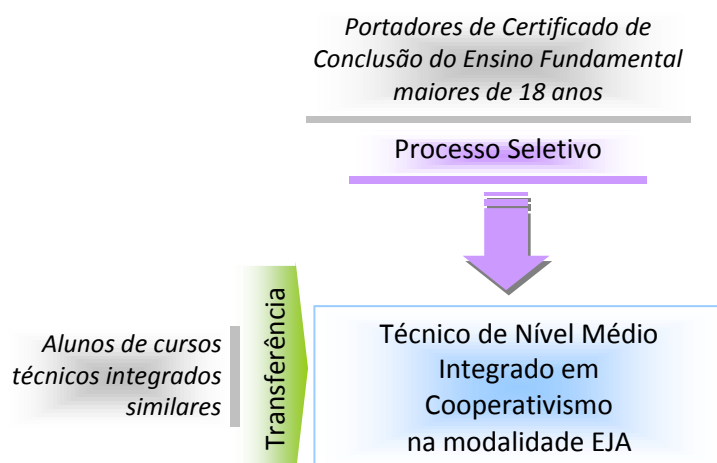 Portadores de Certificado de
Conclusão do Ensino Fundamental
maiores de 18 anos
Processo Seletivo
Alunos de cursos
técnicos integrados
similares
Transferência
Técnico de Nível Médio
Integrado em
Cooperativismo
na modalidade EJA